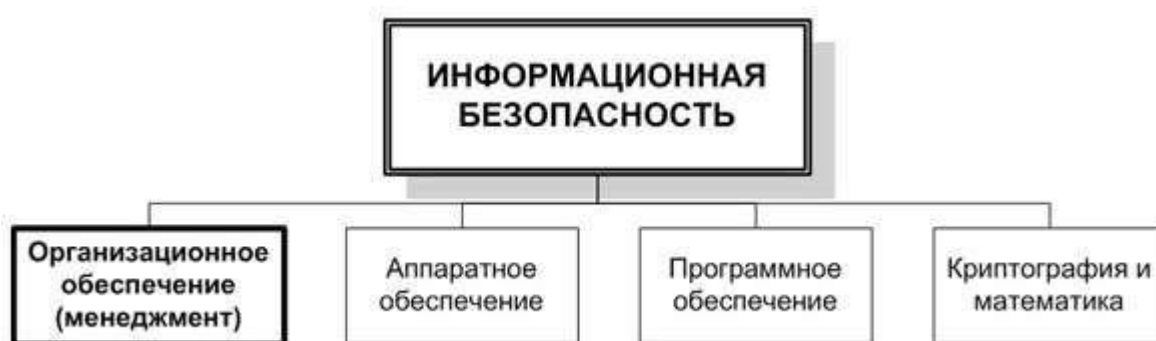 ИНФОРМАЦИОННАЯ
БЕЗОПАСНОСТЬ
Организационное
обеспечение
(менеджмент)
Аппаратное
обеспечение
Программное
обеспечение
Криптография и
математика